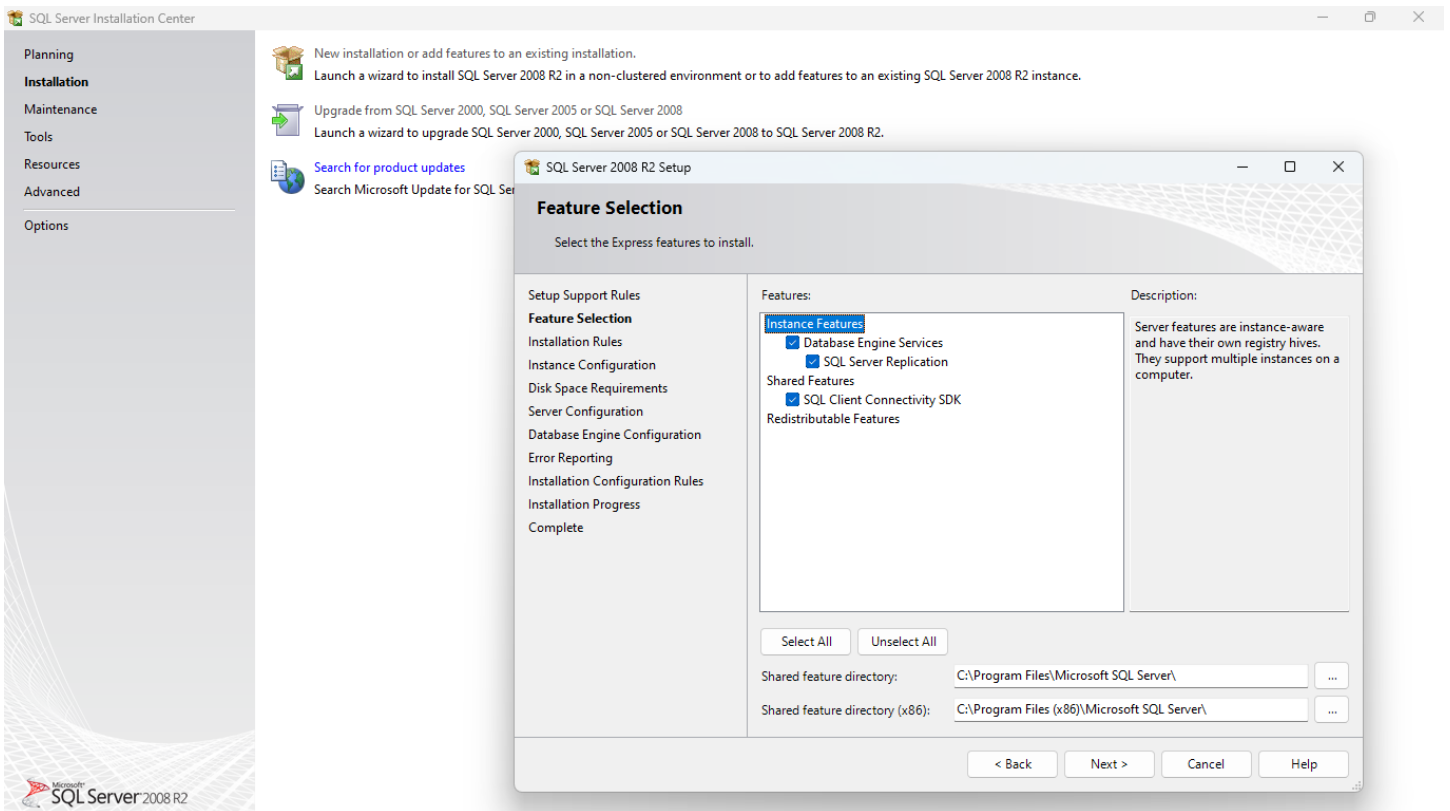 SQL Server Installation Center
Planning
Installation
Maintenance
Tools
Resources
Advanced
Options
New installation or add features to an existing installation.
Launch a wizard to install SQL Server 2008 R2 in a non-clustered environment or to add features to an existing SQL Server 2008 R2 instance.
Upgrade from SQL Server 2000, SQL Server 2005 or SQL Server 2008
Launch a wizard to upgrade SQL Server 2000, SQL Server 2005 or SQL Server 2008 to SQL Server 2008 R2.
Search for product updates
Search Microsoft Update for SQL Ser
SQL Server 2008 R2 Setup
Feature Selection
Select the Express features to install.
Setup Support Rules
Feature Selection
Installation Rules
Instance Configuration
Disk Space Requirements
Server Configuration
Database Engine Configuration
Error Reporting
Installation Configuration Rules
Installation Progress
Complete
Features:
Instance Features
Database Engine Services
SQL Server Replication
Shared Features
SQL Client Connectivity SDK
Redistributable Features
Description:
Server features are instance-aware
and have their own registry hives.
They support multiple instances on a
computer.
Select All
Unselect All
Shared feature directory:
C:\Program Files\Microsoft SQL Server\
...
Shared feature directory (x86):
C:\Program Files (x86)\Microsoft SQL Server\
...
< Back
Next >
Cancel
Help
Microsoft
SQL Server 2008 R2